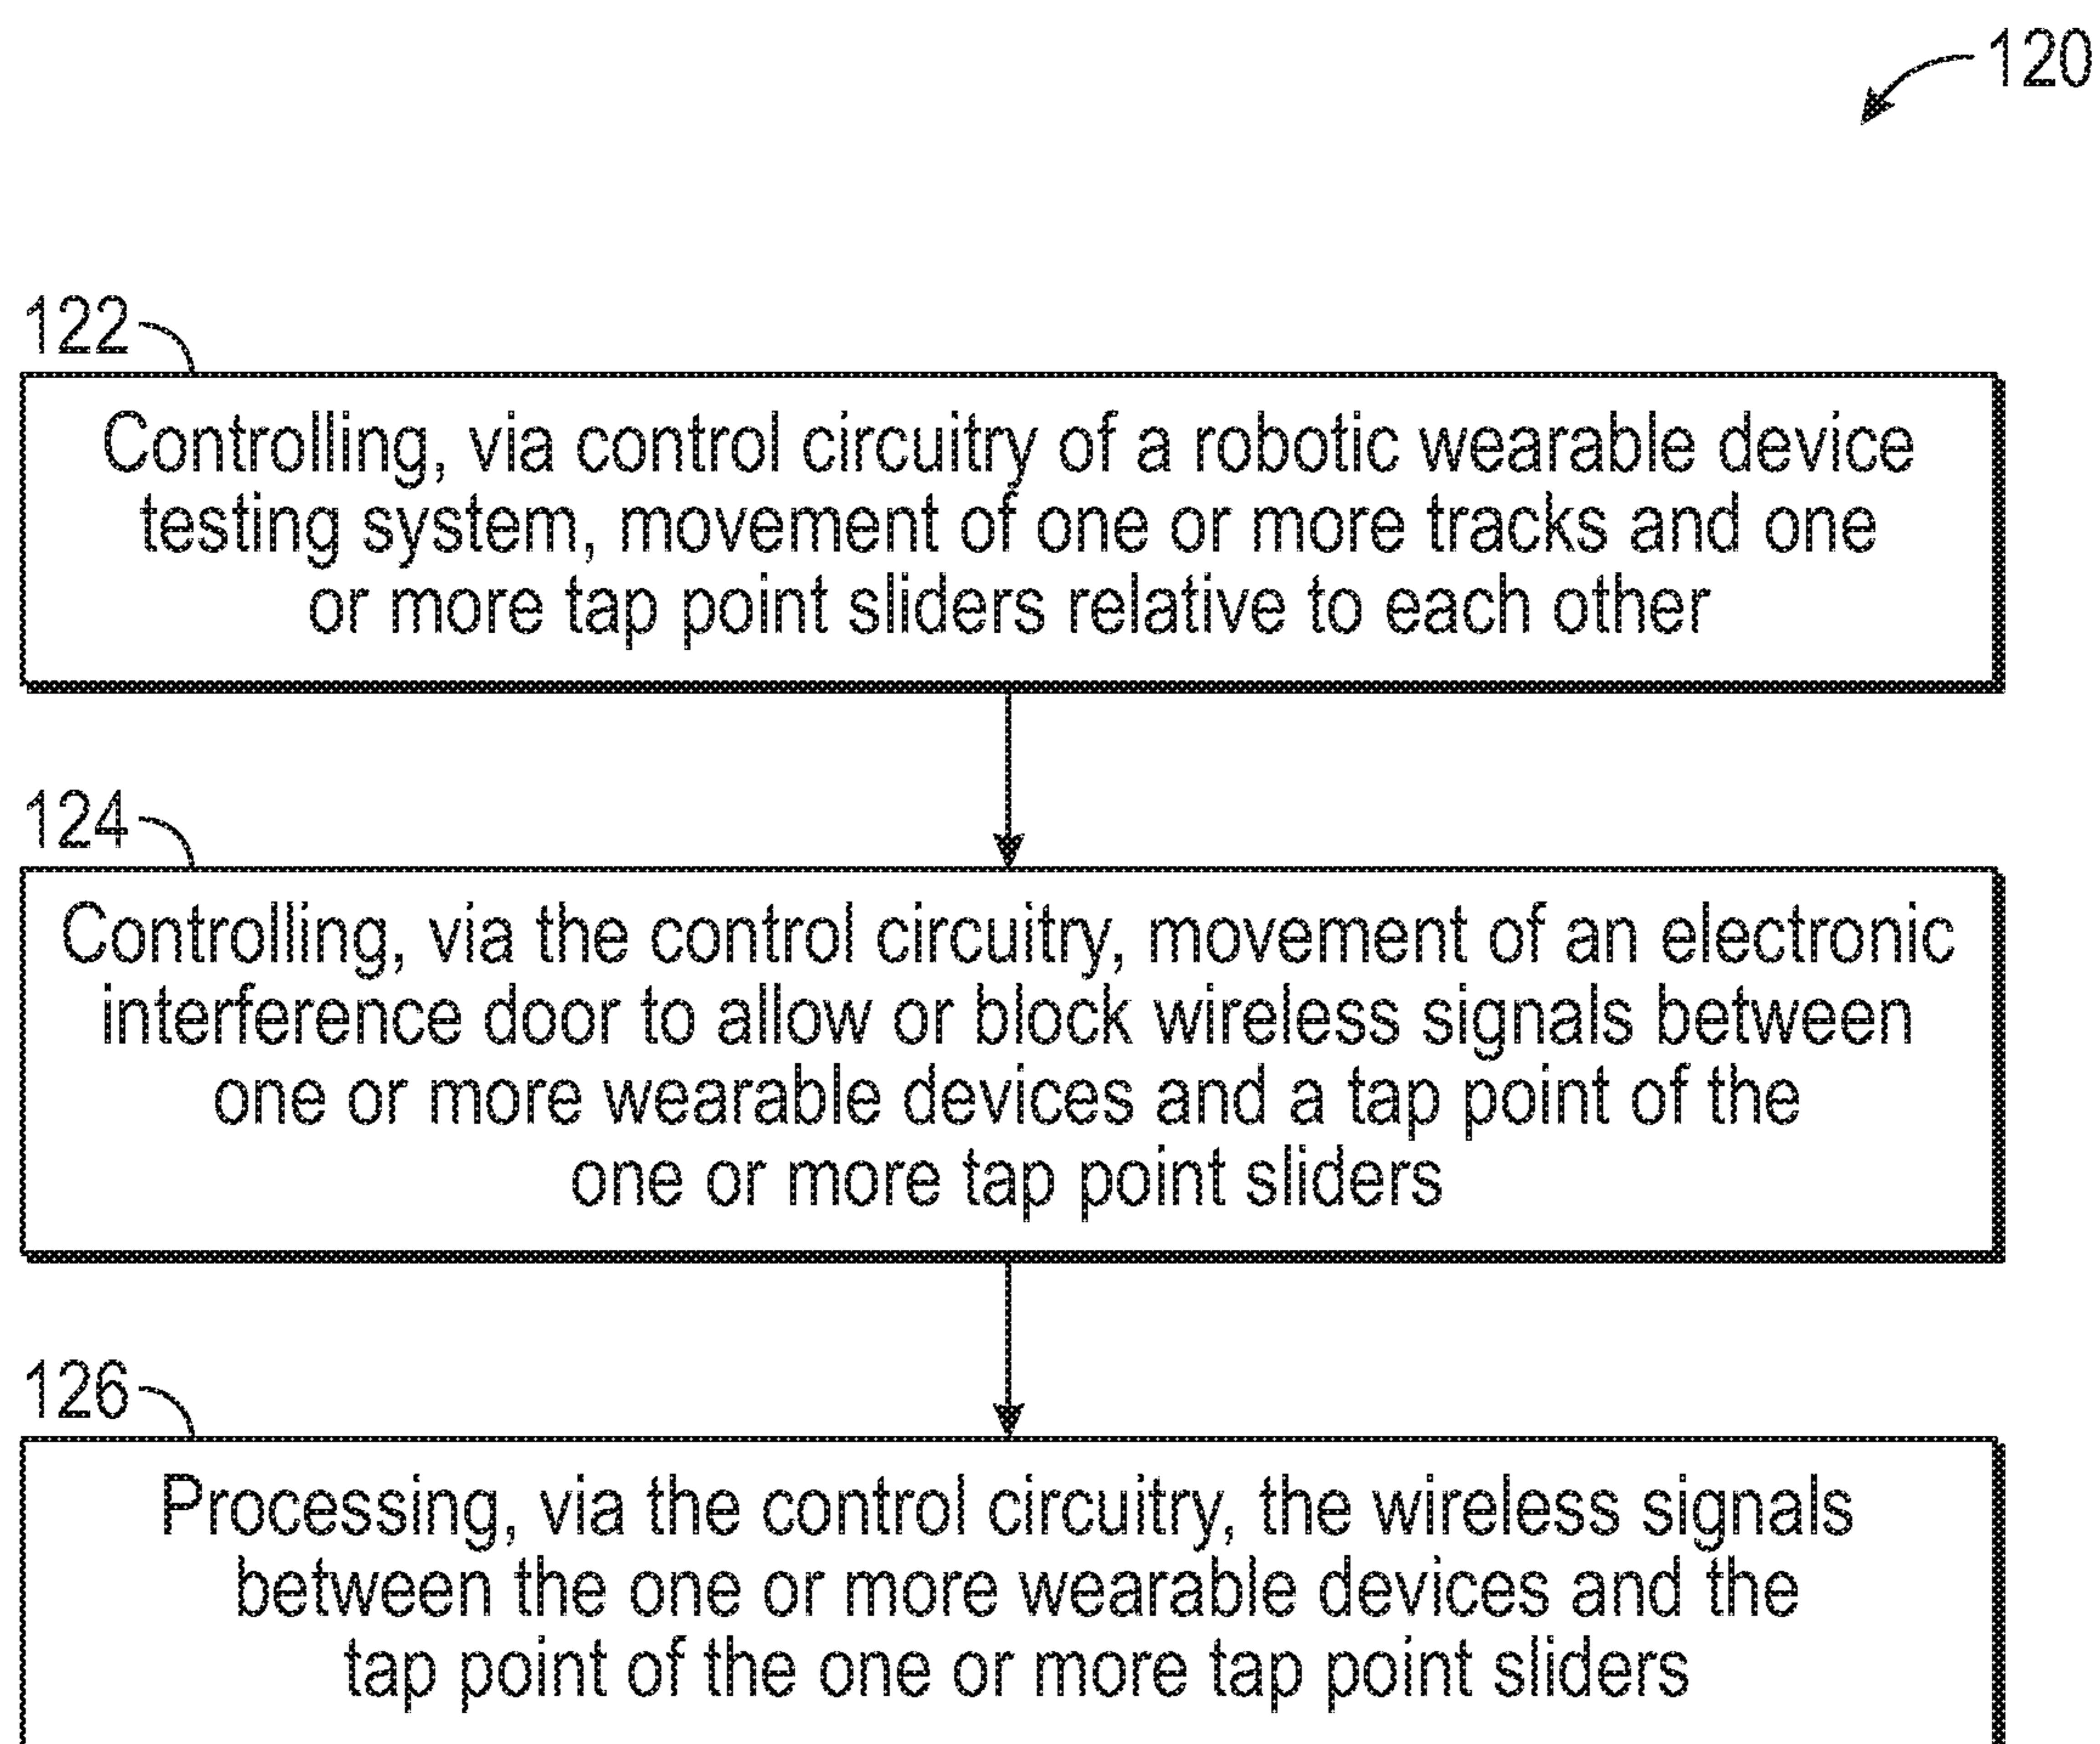 120
122
Controlling, via control circuitry of a robotic wearable device
testing system, movement of one or more tracks and one
or more tap point sliders relative to each other
124
Controlling, via the control circuitry, movement of an electronic
interference door to allow or block wireless signals between
one or more wearable devices and a tap point of the
one or more tap point sliders
126
Processing, via the control circuitry, the wireless signals
between the one or more wearable devices and the
tap point of the one or more tap point sliders